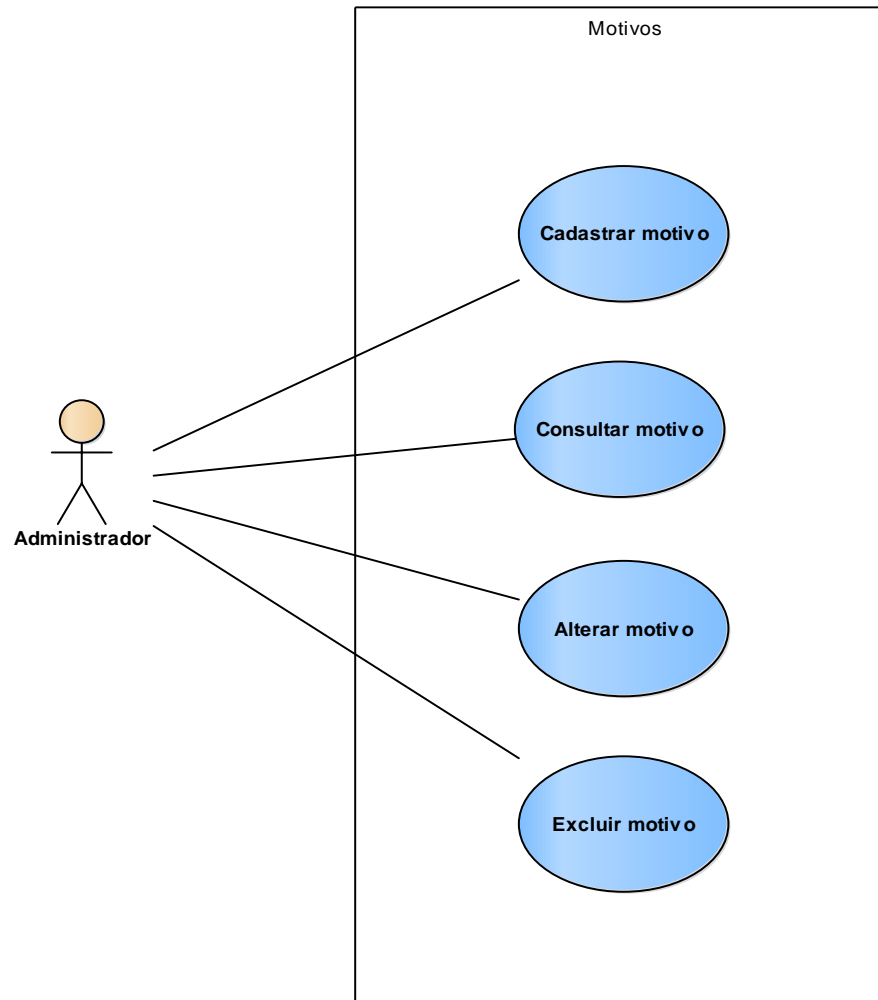 Motivos
Cadastrar motivo
Consultar motivo
Administrador
Alterar motivo
Excluir motivo